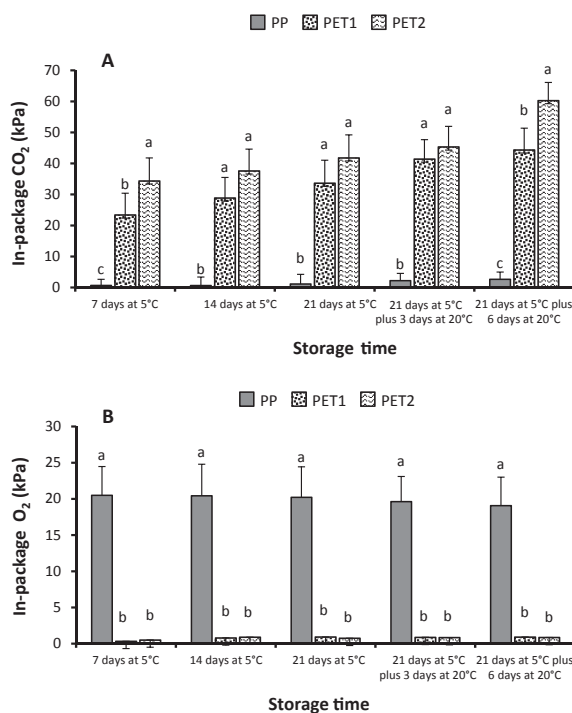 PP PET1 PET2
A
In-package CO₂ (kPa)
70
60
50
40
30
20
10
0
c b a
b a a
b a a
b a a
c b a
7 days at 5°C
14 days at 5°C
21 days at 5°C
21 days at 5°C
plus 3 days at 20°C
21 days at 5°C plus
6 days at 20°C
Storage time
PP PET1 PET2
B
In-package O₂ (kPa)
30
25
20
15
10
5
0
a b b
a b b
a b b
a b b
a b b
7 days at 5°C
14 days at 5°C
21 days at 5°C
21 days at 5°C
plus 3 days at 20°C
21 days at 5°C plus
6 days at 20°C
Storage time